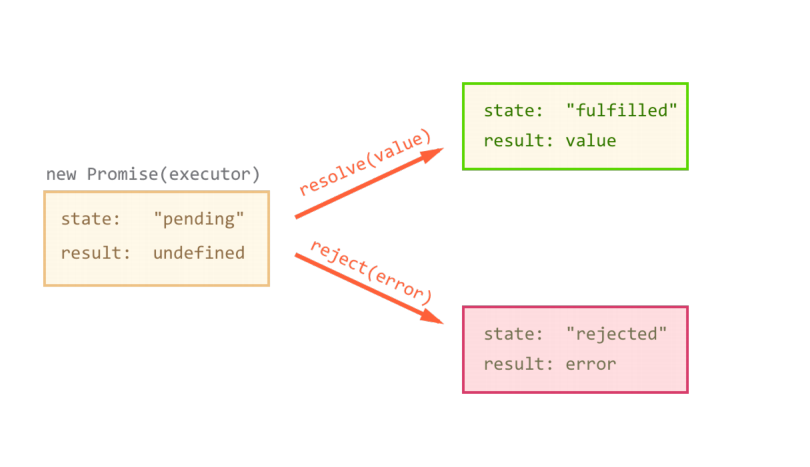 new Promise(executor)
state: "pending"
result: undefined
resolve(value)
reject(error)
state: "fulfilled"
result: value
state: "rejected"
result: error